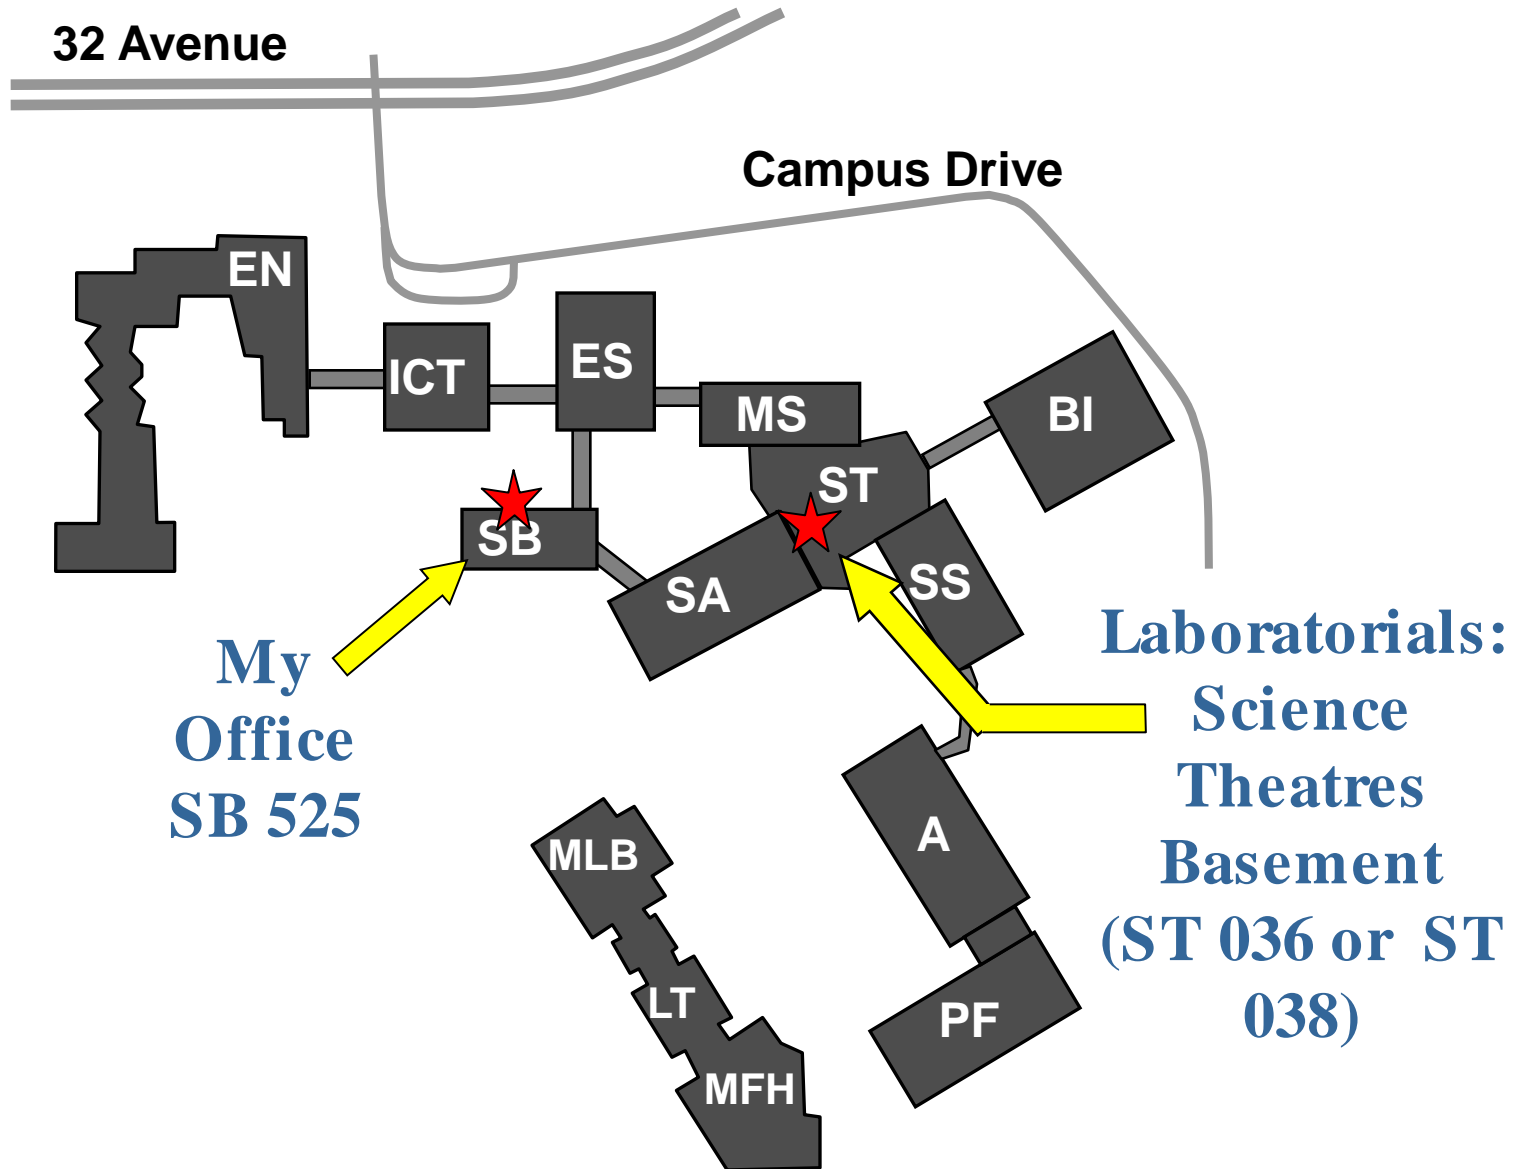 32 Avenue
Campus Drive
EN
ICT
ES
MS
BI
ST
SB
SA
SS
My
Office
SB 525
Laboratorials:
Science
Theatres
Basement
(ST 036 or ST
038)
A
MLB
LT
PF
MFH